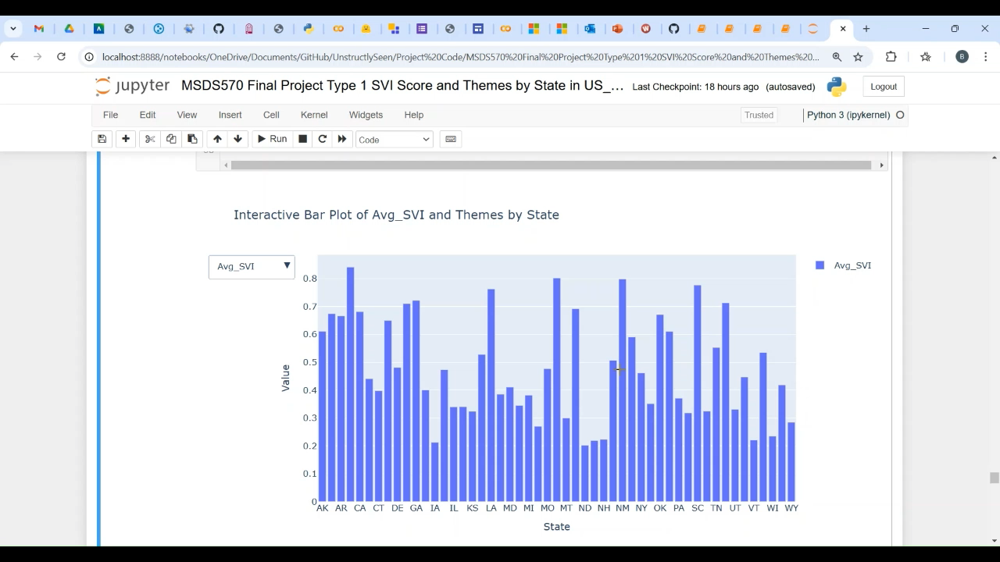 localhost:8888/notebooks/OneDrive/Documents/GitHub/UnstructlySeen/Project%20Code/MSDS570%20Final%20Project%20Type%201%20SVI%20Score%20and%20Themes%20...
B
jupyter MSDS570 Final Project Type 1 SVI Score and Themes by State in US_... Last Checkpoint: 18 hours ago (autosaved) Logout
File Edit View Insert Cell Kernel Widgets Help Trusted Python 3 (ipykernel)
Run Code
Interactive Bar Plot of Avg_SVI and Themes by State
Avg_SVI
Avg_SVI
0.8
0.7
0.6
0.5
0.4
0.3
0.2
0.1
0
Value
AK AR CA CT DE GA IA IL KS LA MD MI MO MT ND NH NM NY OK PA SC TN UT VT WI WY
State